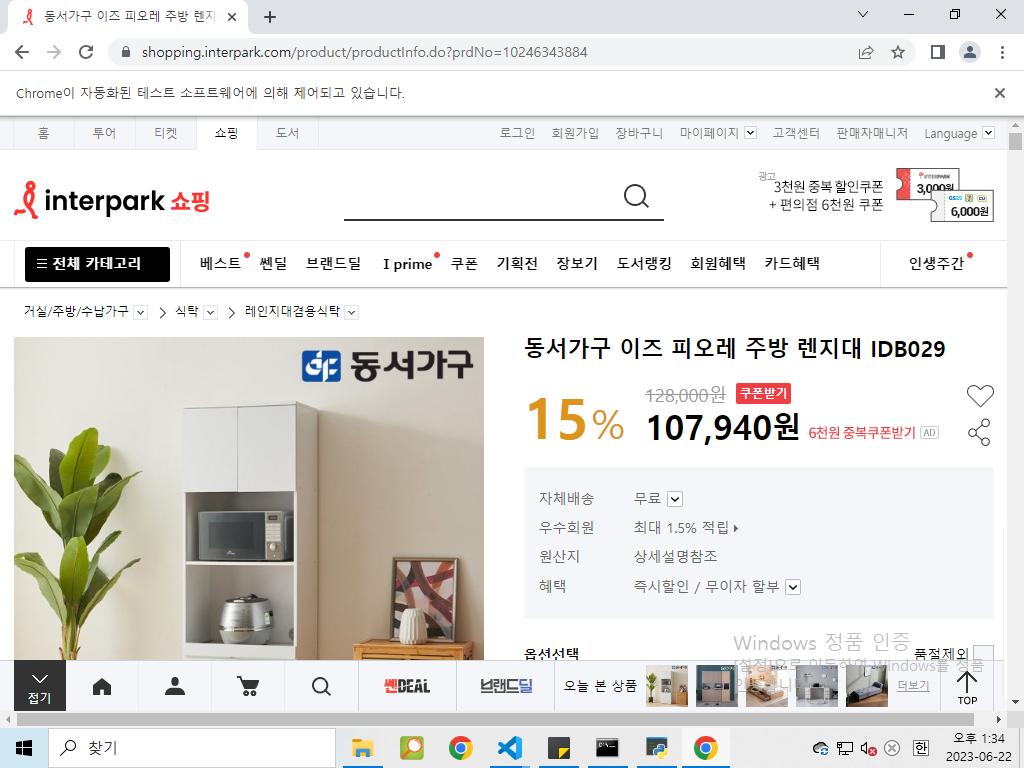 동서가구 이즈 피오레 주방 렌지
shopping.interpark.com/product/productInfo.do?prdNo=10246343884
Chrome이 자동화된 테스트 소프트웨어에 의해 제어되고 있습니다.
홈 투어 티켓 쇼핑 도서 로그인 회원가입 장바구니 마이페이지 고객센터 판매자매니저 Language
interpark 쇼핑
광고
3천원 중복 할인쿠폰
+ 편의점 6천원 쿠폰
INTERPARK
3,000원
GS25 CU
6,000원
전체 카테고리 베스트 쎈딜 브랜드딜 I prime 쿠폰 기획전 장보기 도서랭킹 회원혜택 카드혜택 인생주간
거실/주방/수납가구 식탁 레인지대겸용식탁
동서가구
동서가구 이즈 피오레 주방 렌지대 IDB029
128,000원 쿠폰받기
15% 107,940원 6천원 중복쿠폰받기 AD
자체배송 무료
우수회원 최대 1.5% 적립
원산지 상세설명참조
혜택 즉시할인 / 무이자 할부
Windows 정품 인증
옵션선택 품절제외
[설정]으로 이동하여 Windows를 정품
접기
쎈DEAL
브랜드딜
오늘 본 상품
더보기
TOP
찾기
한
오후 1:34
2023-06-22